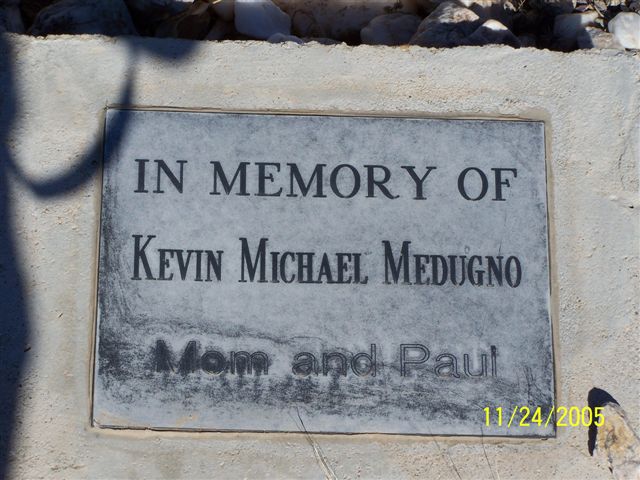 IN MEMORY OF
KEVIN MICHAEL MEDUGNO
Mom and Paul
11/24/2005